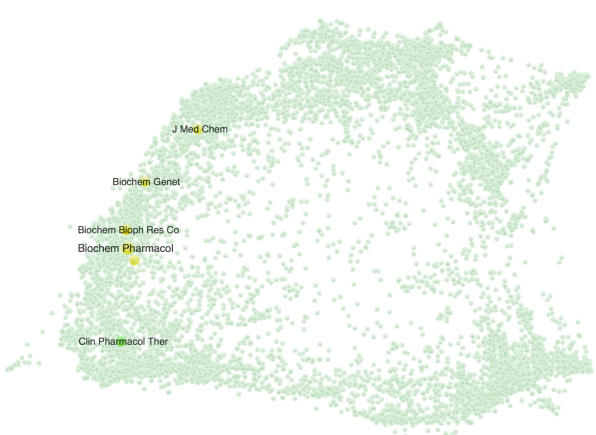 J Med Chem
Biochem Genet
Biochem Bioph Res Co
Biochem Pharmacol
Clin Pharmacol Ther